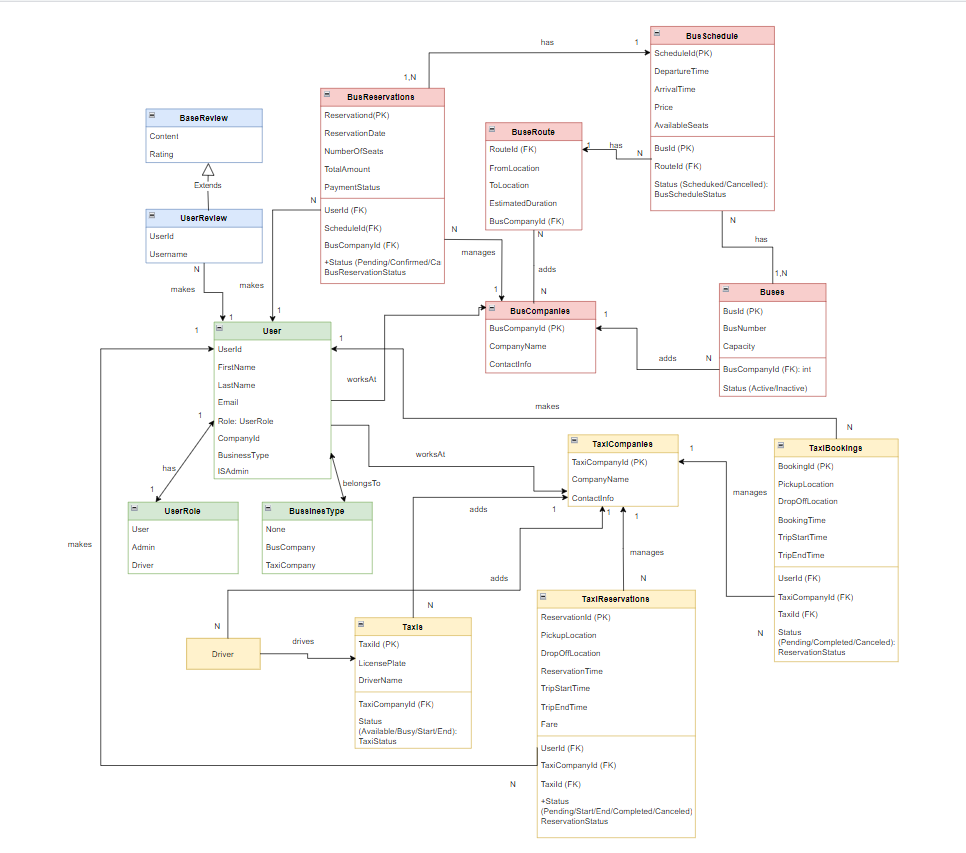 has
1
BusSchedule
ScheduleId(PK)
DepartureTime
ArrivalTime
Price
AvailableSeats
BusId (PK)
RouteId (FK)
Status (Scheduked/Cancelled):
BusScheduleStatus
1,N
BusReservations
Reservationd(PK)
ReservationDate
NumberOfSeats
TotalAmount
PaymentStatus
UserId (FK)
ScheduleId(FK)
BusCompanyId (FK)
+Status (Pending/Confirmed/Ca
BusReservationStatus
BaseReview
Content
Rating
Extends
UserReview
UserId
Username
BuseRoute
RouteId (FK)
FromLocation
ToLocation
EstimatedDuration
BusCompanyId (FK)
1
has
N
N
has
1,N
Buses
BusId (PK)
BusNumber
Capacity
BusCompanyId (FK): int
Status (Active/Inactive)
N
makes
1
N
makes
1
N
manages
1
N
adds
N
BusCompanies
BusCompanyId (PK)
CompanyName
ContactInfo
1
adds
N
1
User
UserId
FirstName
LastName
Email
Role: UserRole
CompanyId
BusinessType
ISAdmin
1
worksAt
makes
N
worksAt
1
has
1
belongsTo
UserRole
User
Admin
Driver
BussinesType
None
BusCompany
TaxiCompany
TaxiCompanies
TaxiCompanyId (PK)
CompanyName
ContactInfo
1
manages
TaxiBookings
BookingId (PK)
PickupLocation
DropOffLocation
BookingTime
TripStartTime
TripEndTime
UserId (FK)
TaxiCompanyId (FK)
TaxiId (FK)
Status
(Pending/Completed/Canceled):
ReservationStatus
N
adds
1
1
1
manages
N
makes
adds
N
N
Driver
drives
Taxis
TaxiId (PK)
LicensePlate
DriverName
TaxiCompanyId (FK)
Status
(Available/Busy/Start/End):
TaxiStatus
TaxiReservations
ReservationId (PK)
PickupLocation
DropOffLocation
ReservationTime
TripStartTime
TripEndTime
Fare
UserId (FK)
TaxiCompanyId (FK)
TaxiId (FK)
+Status
(Pending/Start/End/Completed/Canceled)
ReservationStatus
N